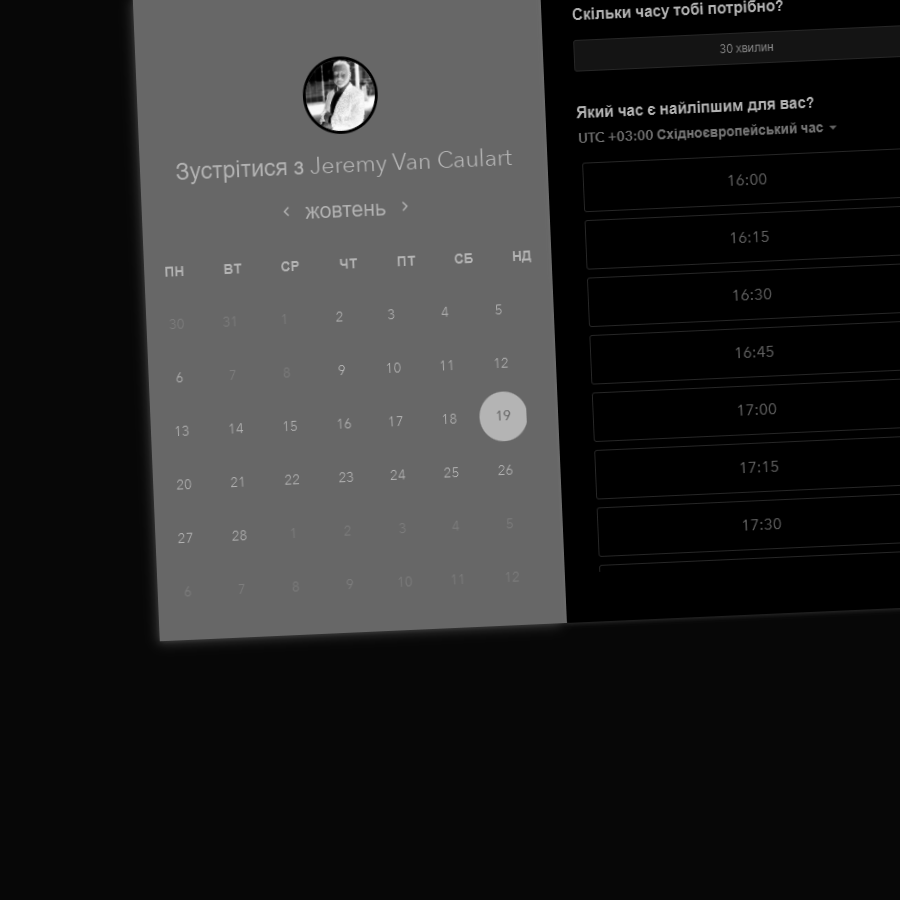 Зустрітися з Jeremy Van Caulart
‹ жовтень ›
ПН ВТ СР ЧТ ПТ СБ НД
30 31 1 2 3 4 5
6 7 8 9 10 11 12
13 14 15 16 17 18 19
20 21 22 23 24 25 26
27 28 1 2 3 4 5
6 7 8 9 10 11 12
Скільки часу тобі потрібно?
30 хвилин
Який час є найліпшим для вас?
UTC +03:00 Східноєвропейський час
16:00
16:15
16:30
16:45
17:00
17:15
17:30